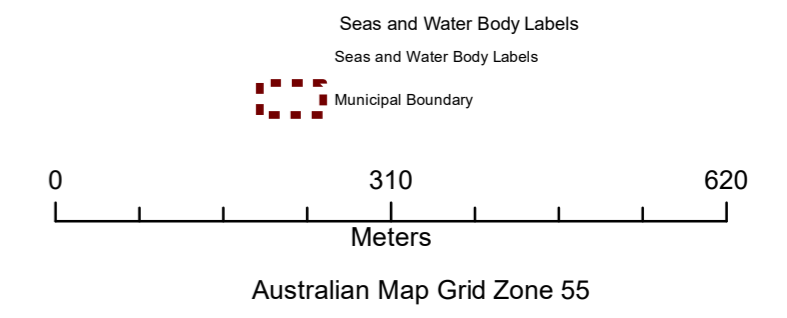 Seas and Water Body Labels
Seas and Water Body Labels
Municipal Boundary
0 310 620
Meters
Australian Map Grid Zone 55